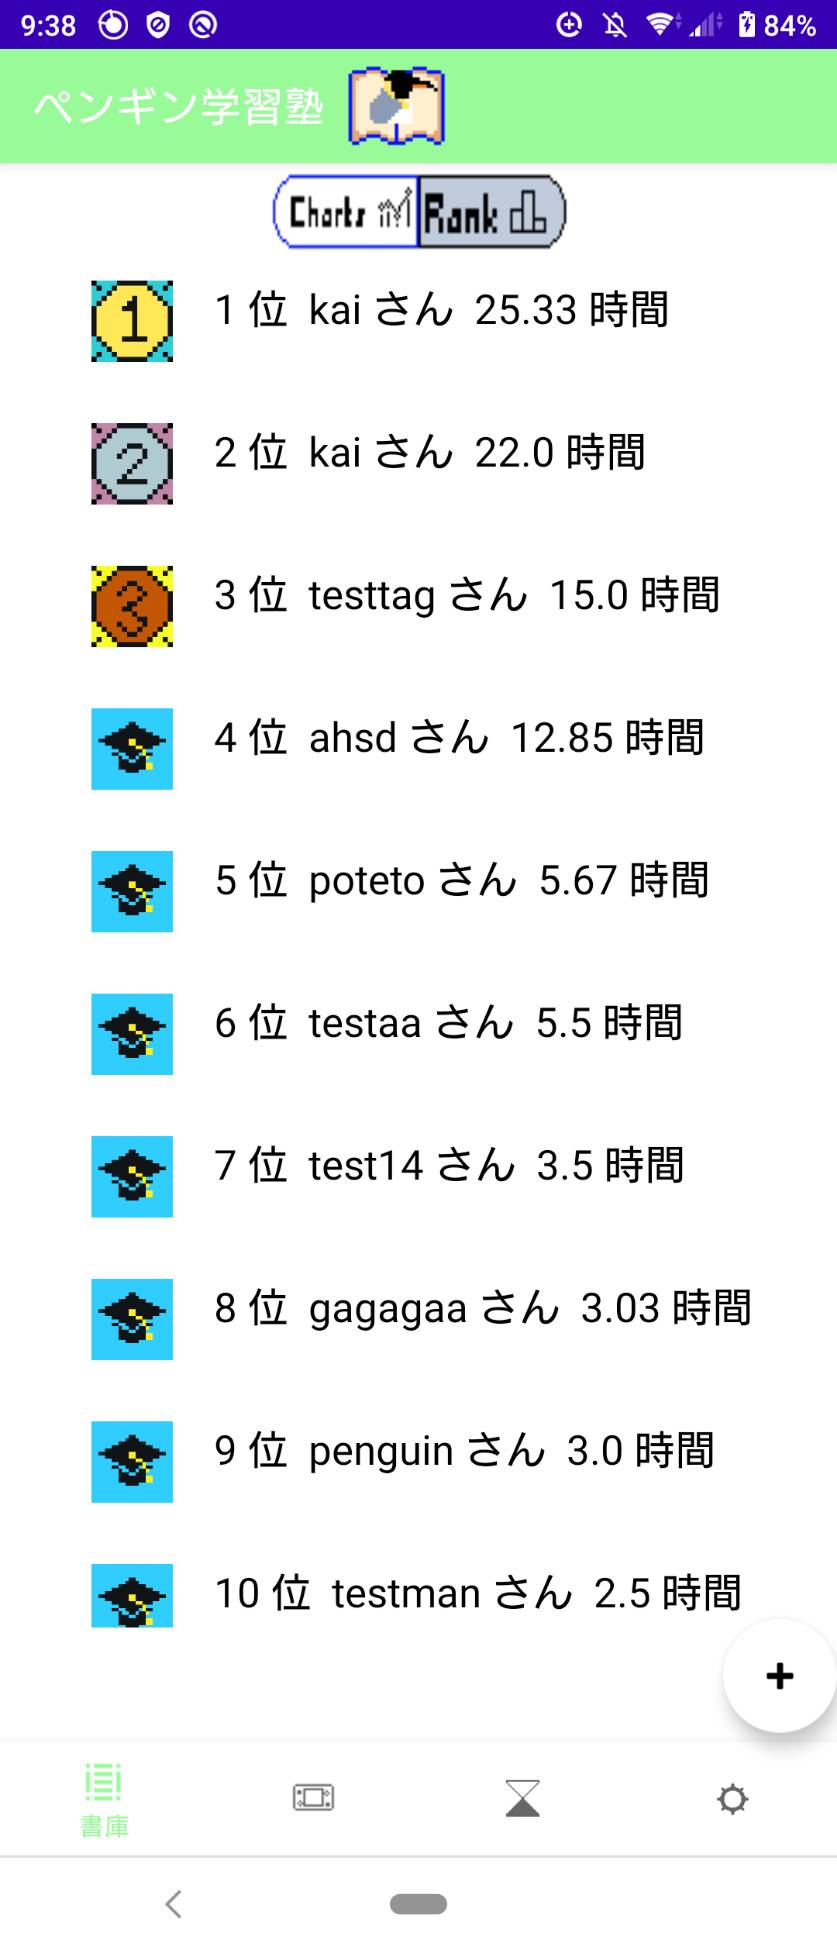 9:38 84%
ペンギン学習塾
Charts Rank
1 1 位 kai さん 25.33 時間
2 2 位 kai さん 22.0 時間
3 3 位 testtag さん 15.0 時間
4 位 ahsd さん 12.85 時間
5 位 poteto さん 5.67 時間
6 位 testaa さん 5.5 時間
7 位 test14 さん 3.5 時間
8 位 gagagaa さん 3.03 時間
9 位 penguin さん 3.0 時間
10 位 testman さん 2.5 時間
+
書庫